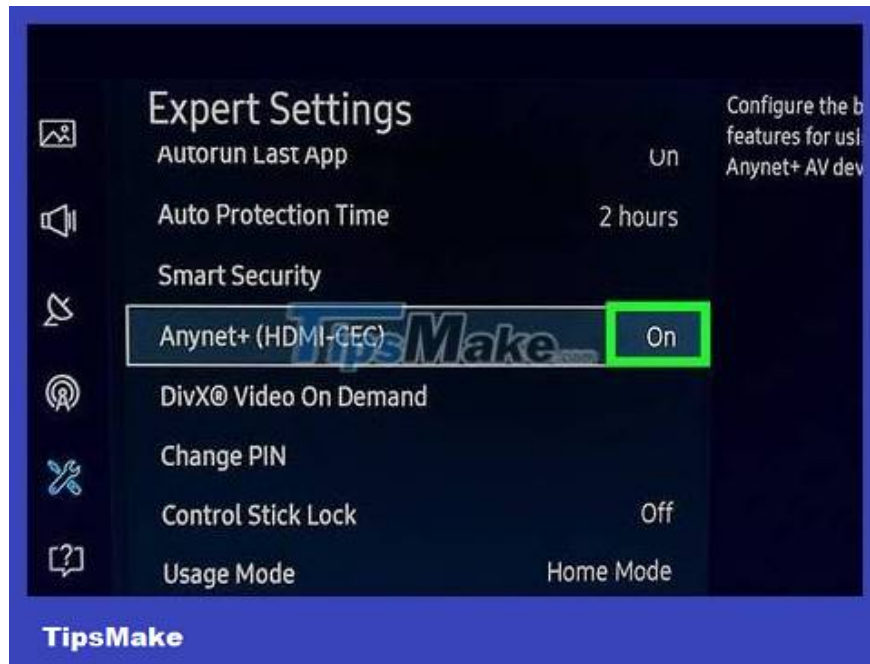 Expert Settings
Autorun Last App On
Auto Protection Time 2 hours
Smart Security
Anynet+ (HDMI-CEC) On
DivX® Video On Demand
Change PIN
Control Stick Lock Off
Usage Mode Home Mode
Configure the b
features for usi
Anynet+ AV dev
TipsMake.com
TipsMake